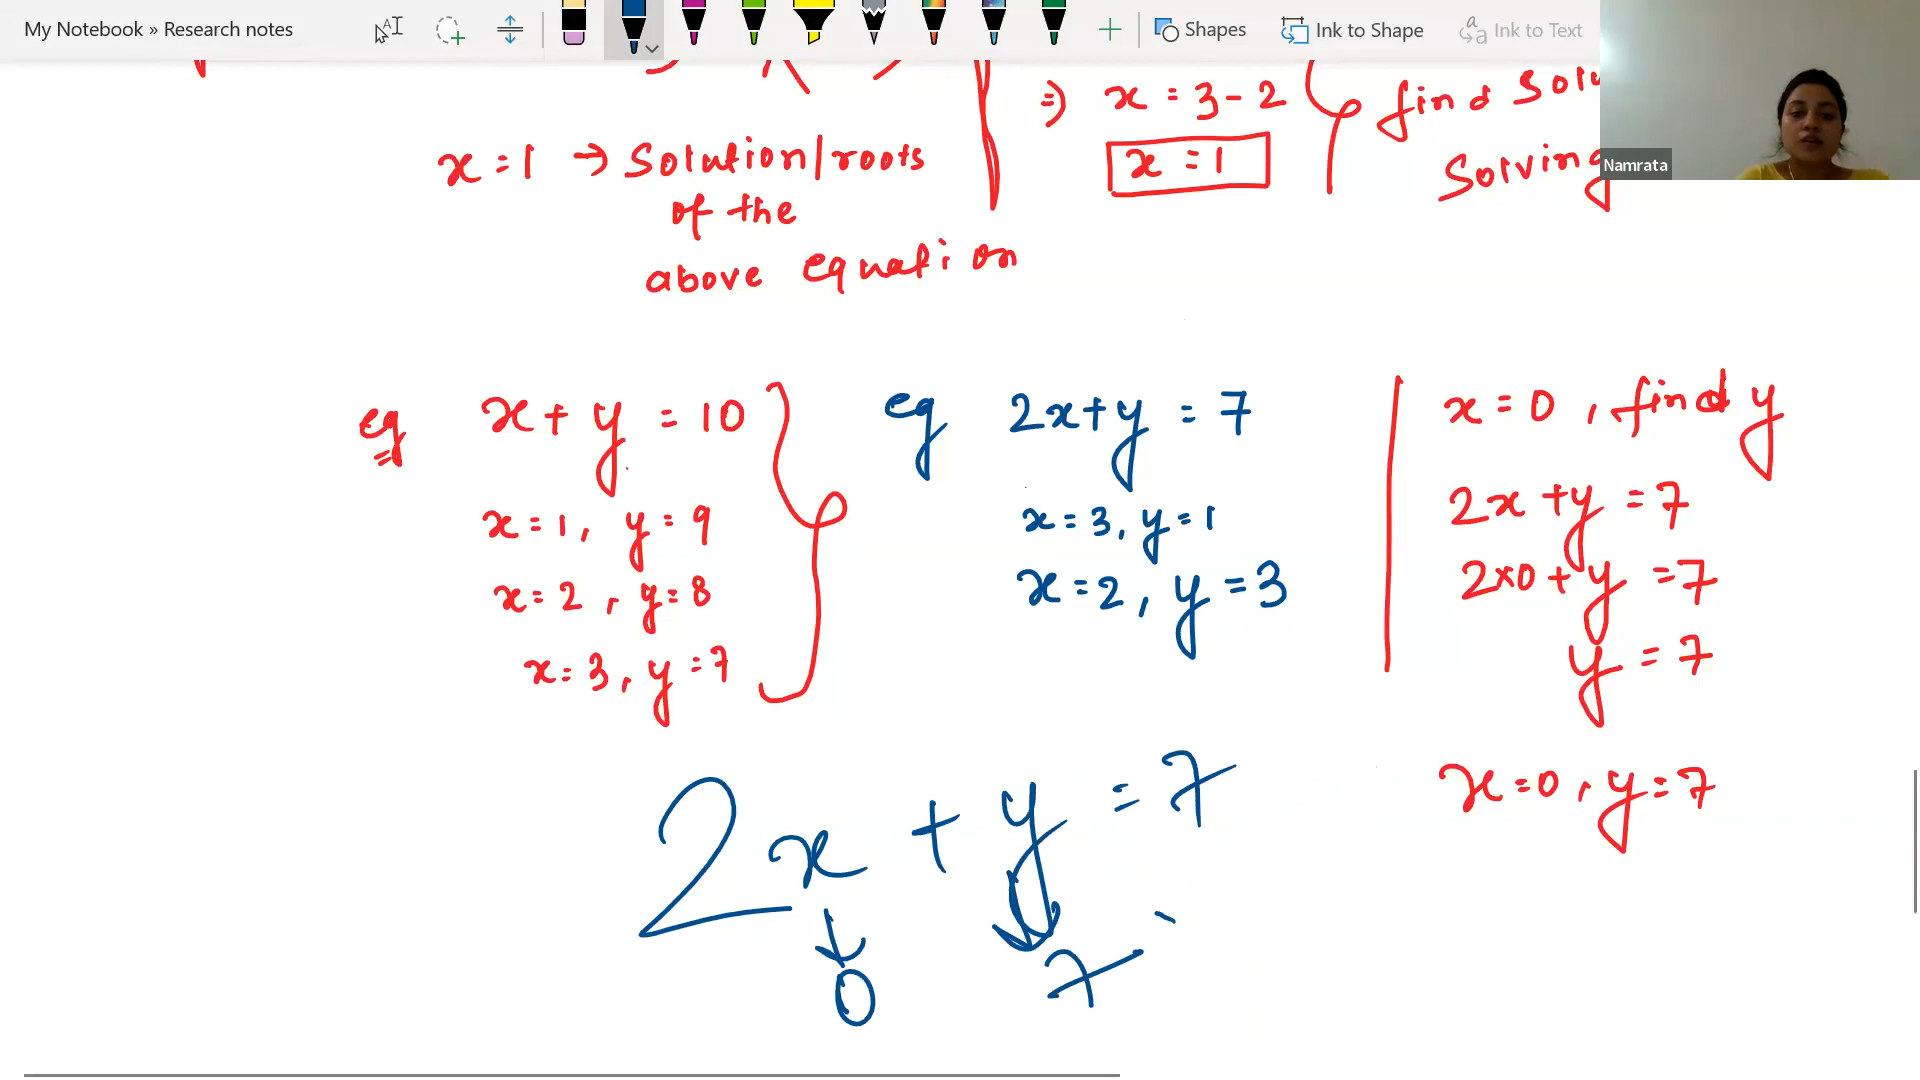 My Notebook » Research notes
Shapes
Ink to Shape
Ink to Text
Namrata
⇒ x = 3 - 2
x = 1
find
Solving
x = 1 → Solution/roots
of the
above equation
eg x + y = 10
x = 1, y = 9
x = 2, y = 8
x = 3, y = 7
eg 2x + y = 7
x = 3, y = 1
x = 2, y = 3
x = 0, find y
2x + y = 7
2×0 + y = 7
y = 7
x = 0, y = 7
2x + y = 7
0 7